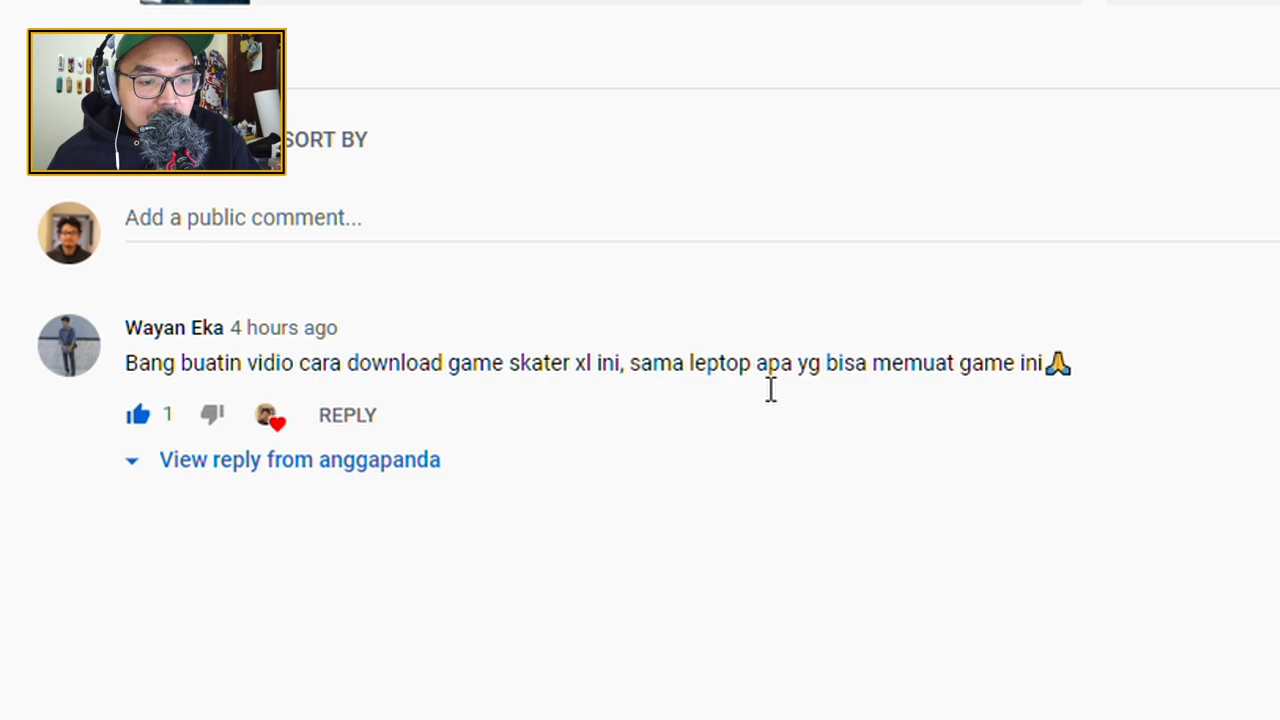 SORT BY
Add a public comment...
Wayan Eka 4 hours ago
Bang buatin vidio cara download game skater xl ini, sama leptop apa yg bisa memuat game ini🙏
1 REPLY
View reply from anggapanda